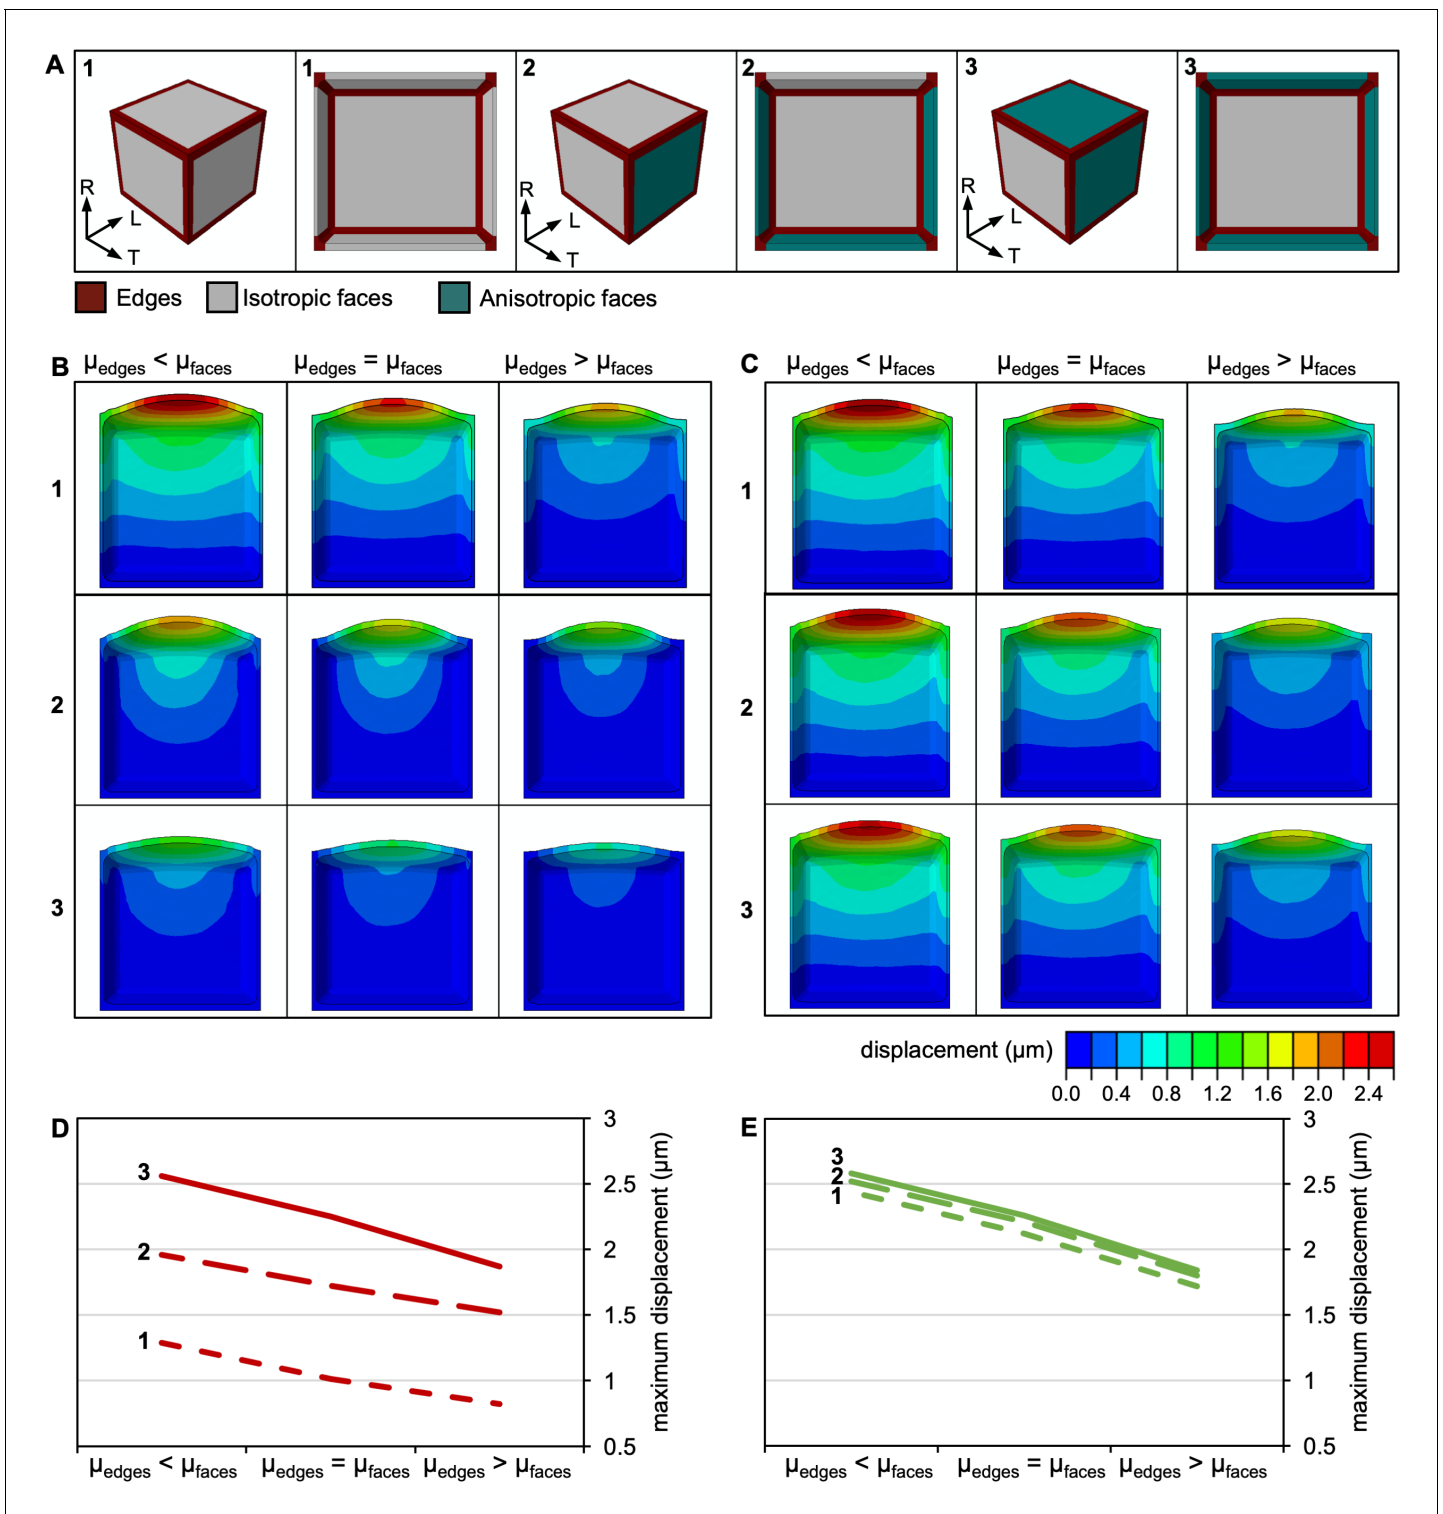 A 1 1 2 2 3 3
R L T R L T R L T
Edges Isotropic faces Anisotropic faces
B μedges < μfaces μedges = μfaces μedges > μfaces
C μedges < μfaces μedges = μfaces μedges > μfaces
1 1
2 2
3 3
displacement (μm)
0.0 0.4 0.8 1.2 1.6 2.0 2.4
D
3
2
1
3
2.5
2
1.5
1
0.5
maximum displacement (μm)
μedges < μfaces μedges = μfaces μedges > μfaces
E
3
2
1
3
2.5
2
1.5
1
0.5
maximum displacement (μm)
μedges < μfaces μedges = μfaces μedges > μfaces